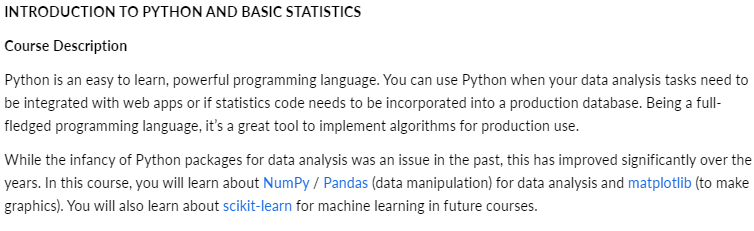 INTRODUCTION TO PYTHON AND BASIC STATISTICS
Course Description
Python is an easy to learn, powerful programming language. You can use Python when your data analysis tasks need to
be integrated with web apps or if statistics code needs to be incorporated into a production database. Being a full-
fledged programming language, it’s a great tool to implement algorithms for production use.
While the infancy of Python packages for data analysis was an issue in the past, this has improved significantly over the
years. In this course, you will learn about NumPy / Pandas (data manipulation) for data analysis and matplotlib (to make
graphics). You will also learn about scikit-learn for machine learning in future courses.